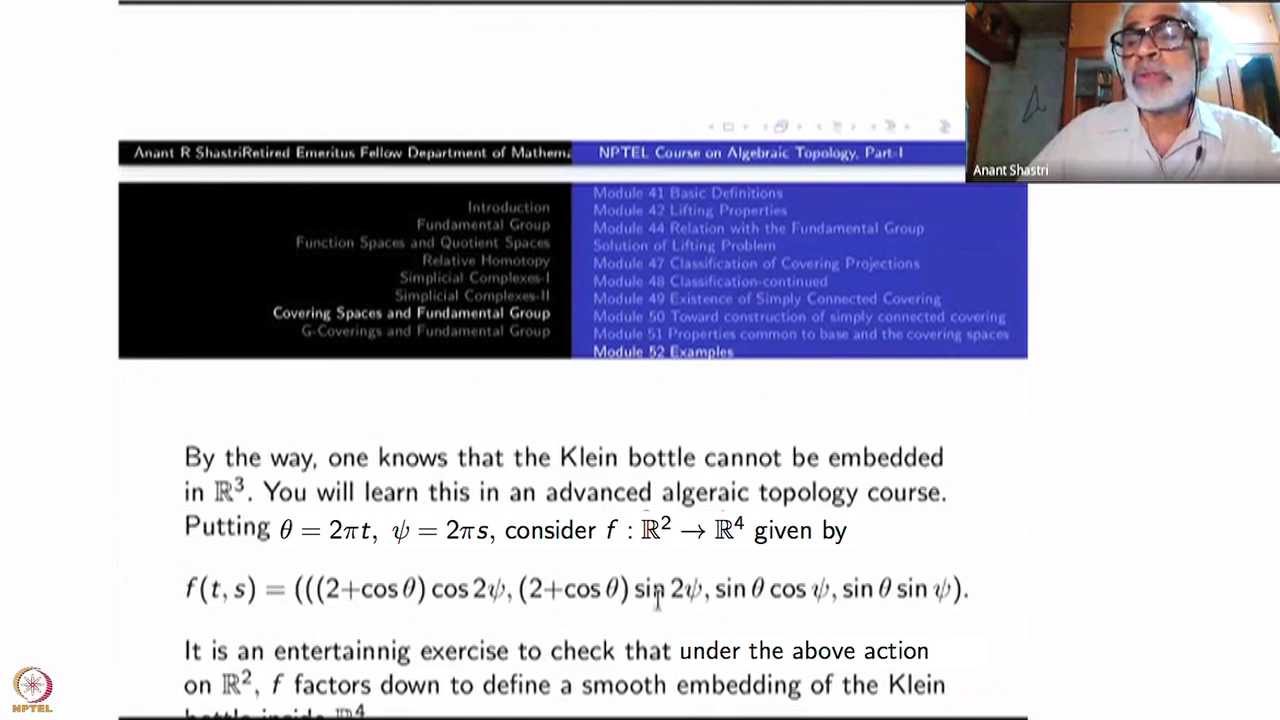 Anant Shastri
Anant R ShastriRetired Emeritus Fellow Department of Mathema
NPTEL Course on Algebraic Topology, Part-I
Introduction
Fundamental Group
Function Spaces and Quotient Spaces
Relative Homotopy
Simplicial Complexes-I
Simplicial Complexes-II
Covering Spaces and Fundamental Group
G-Coverings and Fundamental Group
Module 41 Basic Definitions
Module 42 Lifting Properties
Module 44 Relation with the Fundamental Group
Solution of Lifting Problem
Module 47 Classification of Covering Projections
Module 48 Classification-continued
Module 49 Existence of Simply Connected Covering
Module 50 Toward construction of simply connected covering
Module 51 Properties common to base and the covering spaces
Module 52 Examples
By the way, one knows that the Klein bottle cannot be embedded
in ℝ³. You will learn this in an advanced algeraic topology course.
Putting θ = 2πt, ψ = 2πs, consider f : ℝ² → ℝ⁴ given by
f(t, s) = (((2+cos θ) cos 2ψ, (2+cos θ) sin 2ψ, sin θ cos ψ, sin θ sin ψ).
It is an entertainnig exercise to check that under the above action
on ℝ², f factors down to define a smooth embedding of the Klein
bottle inside ℝ⁴
NPTEL